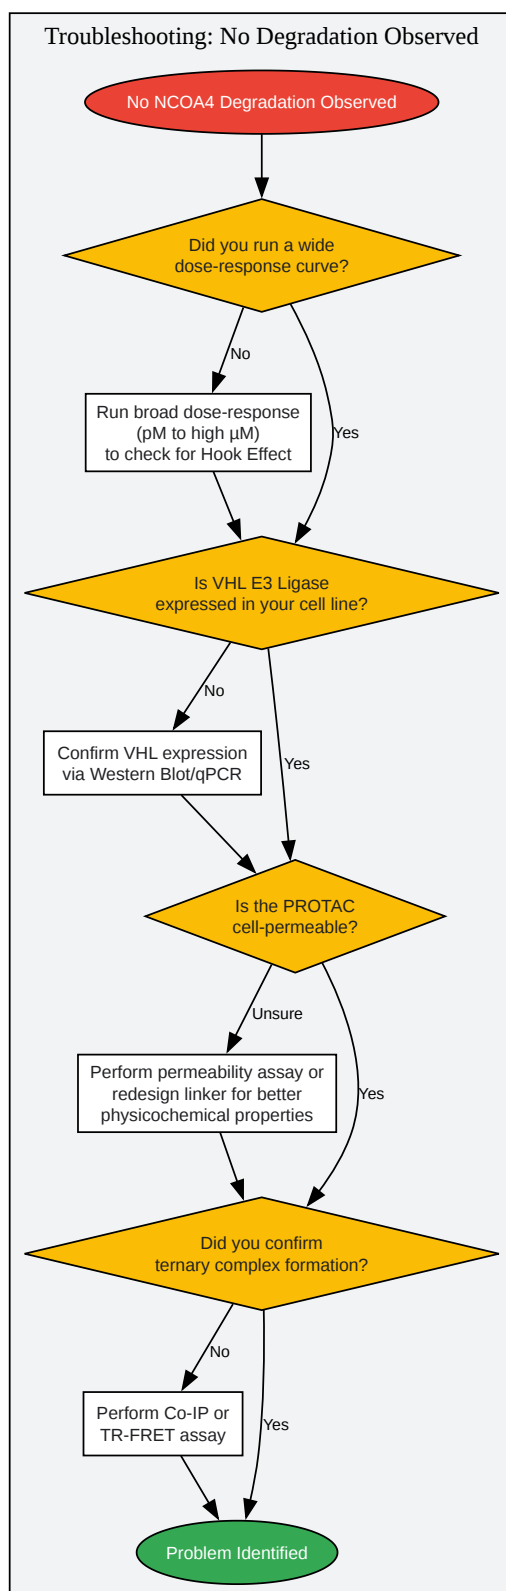 Troubleshooting: No Degradation Observed
No NCOA4 Degradation Observed
Did you run a wide
dose-response curve?
No
Yes
Run broad dose-response
(pM to high µM)
to check for Hook Effect
Is VHL E3 Ligase
expressed in your cell line?
No
Yes
Confirm VHL expression
via Western Blot/qPCR
Is the PROTAC
cell-permeable?
Unsure
Yes
Perform permeability assay or
redesign linker for better
physicochemical properties
Did you confirm
ternary complex formation?
No
Yes
Perform Co-IP or
TR-FRET assay
Problem Identified